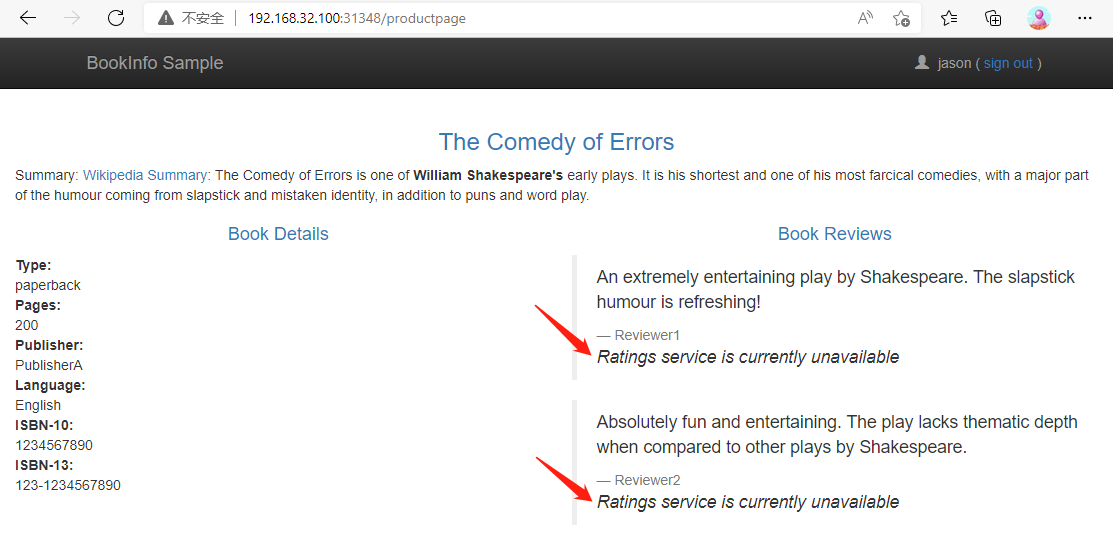 不安全 192.168.32.100:31348/productpage
BookInfo Sample
jason ( sign out )
The Comedy of Errors
Summary: Wikipedia Summary: The Comedy of Errors is one of William Shakespeare's early plays. It is his shortest and one of his most farcical comedies, with a major part
of the humour coming from slapstick and mistaken identity, in addition to puns and word play.
Book Details
Type:
paperback
Pages:
200
Publisher:
PublisherA
Language:
English
ISBN-10:
1234567890
ISBN-13:
123-1234567890
Book Reviews
An extremely entertaining play by Shakespeare. The slapstick
humour is refreshing!
— Reviewer1
Ratings service is currently unavailable
Absolutely fun and entertaining. The play lacks thematic depth
when compared to other plays by Shakespeare.
— Reviewer2
Ratings service is currently unavailable